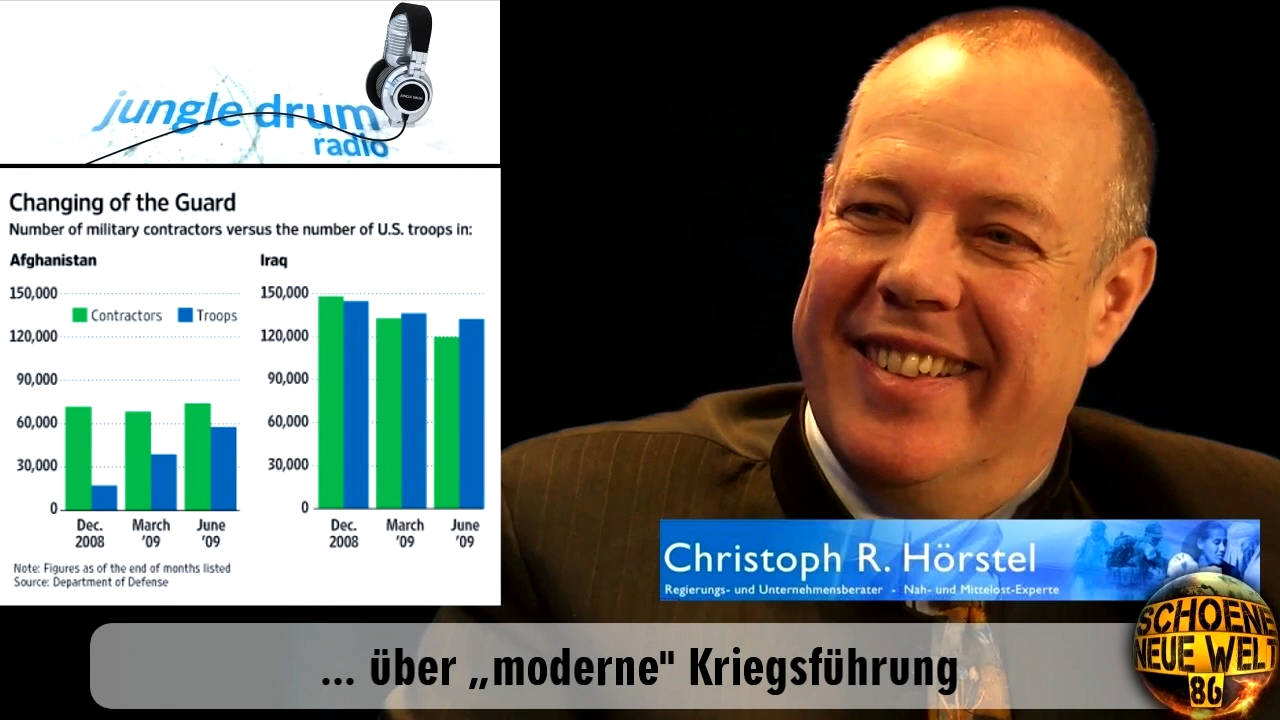 jungle drum
radio
Changing of the Guard
Number of military contractors versus the number of U.S. troops in:
Afghanistan
150,000
Contractors Troops
120,000
90,000
60,000
30,000
0
Dec. March June
2008 '09 '09
Iraq
150,000
120,000
90,000
60,000
30,000
0
Dec. March June
2008 '09 '09
Note: Figures as of the end of months listed
Source: Department of Defense
Christoph R. Hörstel
Regierungs- und Unternehmensberater - Nah- und Mittelost-Experte
... über „moderne" Kriegsführung
SCHOENE
NEUE WELT
86